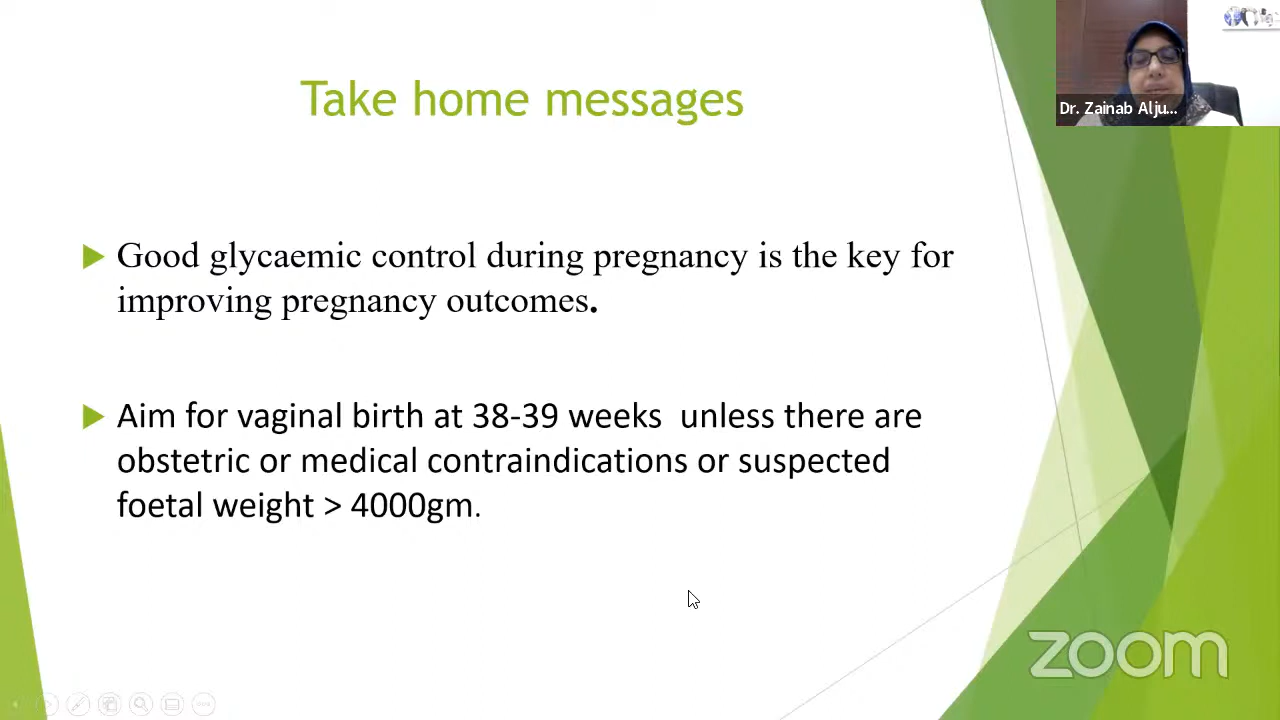 Take home messages
Dr. Zainab Alju...
Good glycaemic control during pregnancy is the key for
improving pregnancy outcomes.
Aim for vaginal birth at 38-39 weeks unless there are
obstetric or medical contraindications or suspected
foetal weight > 4000gm.
zoom